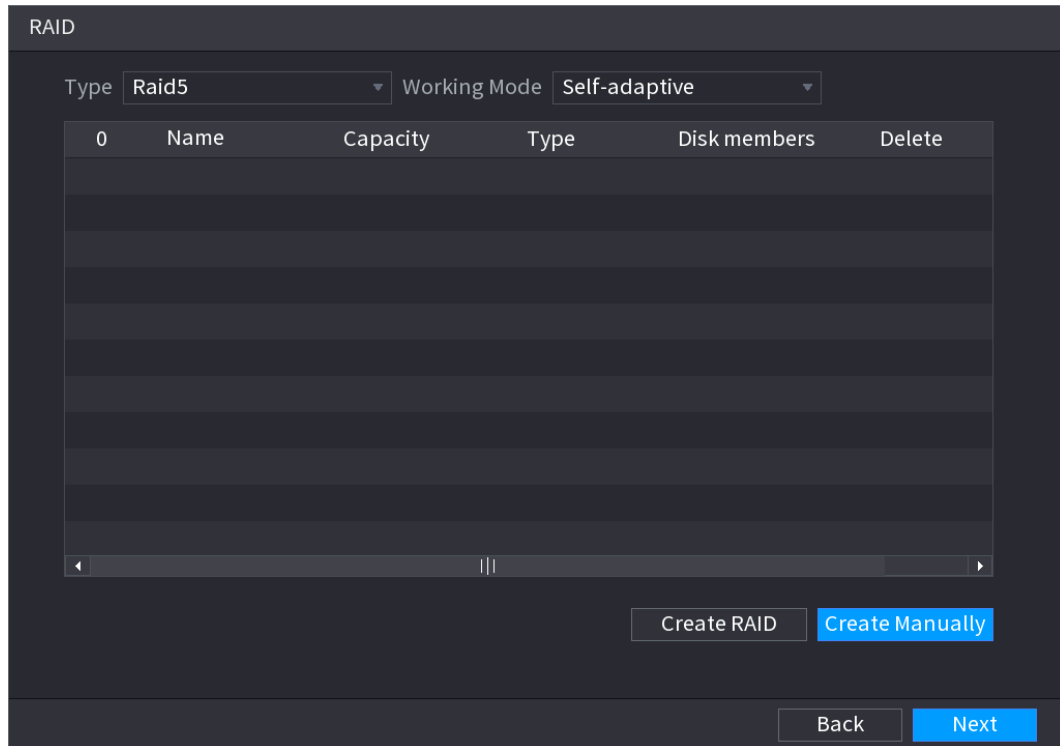 RAID
Type Raid5 Working Mode Self-adaptive
0 Name Capacity Type Disk members Delete
Create RAID Create Manually
Back Next